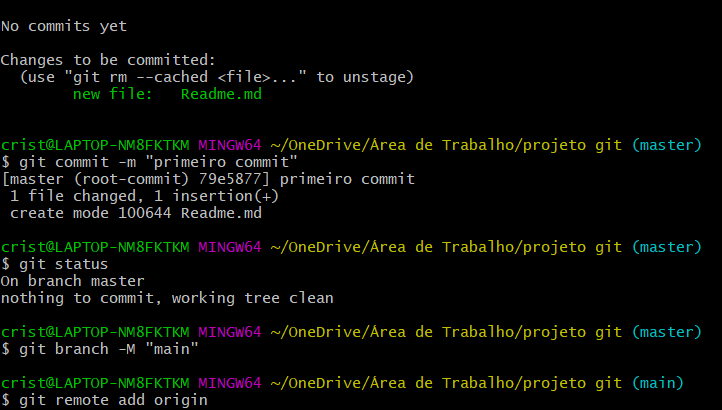 No commits yet
Changes to be committed:
  (use "git rm --cached <file>..." to unstage)
        new file:   Readme.md
crist@LAPTOP-NM8FKTKM MINGW64 ~/OneDrive/Área de Trabalho/projeto git (master)
$ git commit -m "primeiro commit"
[master (root-commit) 79e5877] primeiro commit
 1 file changed, 1 insertion(+)
 create mode 100644 Readme.md
crist@LAPTOP-NM8FKTKM MINGW64 ~/OneDrive/Área de Trabalho/projeto git (master)
$ git status
On branch master
nothing to commit, working tree clean
crist@LAPTOP-NM8FKTKM MINGW64 ~/OneDrive/Área de Trabalho/projeto git (master)
$ git branch -M "main"
crist@LAPTOP-NM8FKTKM MINGW64 ~/OneDrive/Área de Trabalho/projeto git (main)
$ git remote add origin